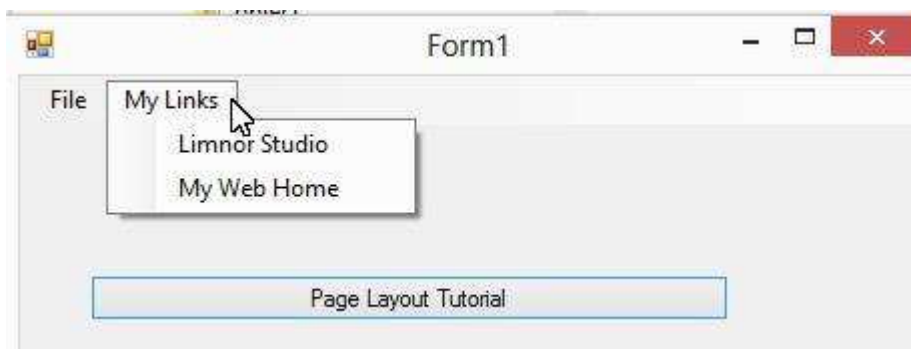 Form1
File My Links
Limnor Studio
My Web Home
Page Layout Tutorial